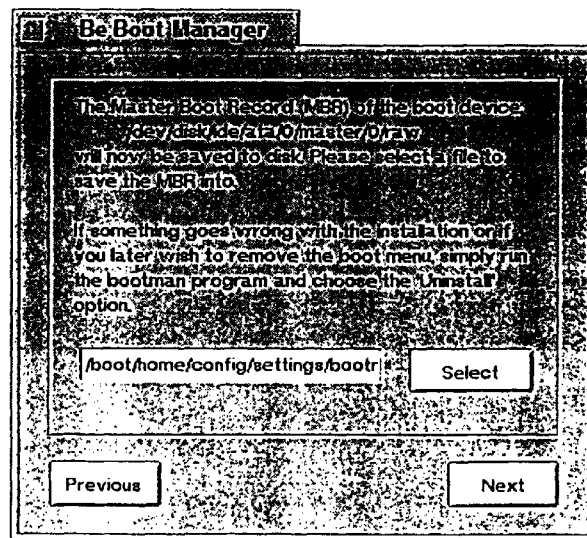 Be Boot Manager
The Master Boot Record (MBR) of the boot device:
/dev/disk/ide/ata/0/master/0/raw
will now be saved to disk. Please select a file to
save the MBR into.
If something goes wrong with the installation or if
you later wish to remove the boot menu, simply run
the bootman program and choose the 'Uninstall'
option.
/boot/home/config/settings/bootr
Select
Previous
Next